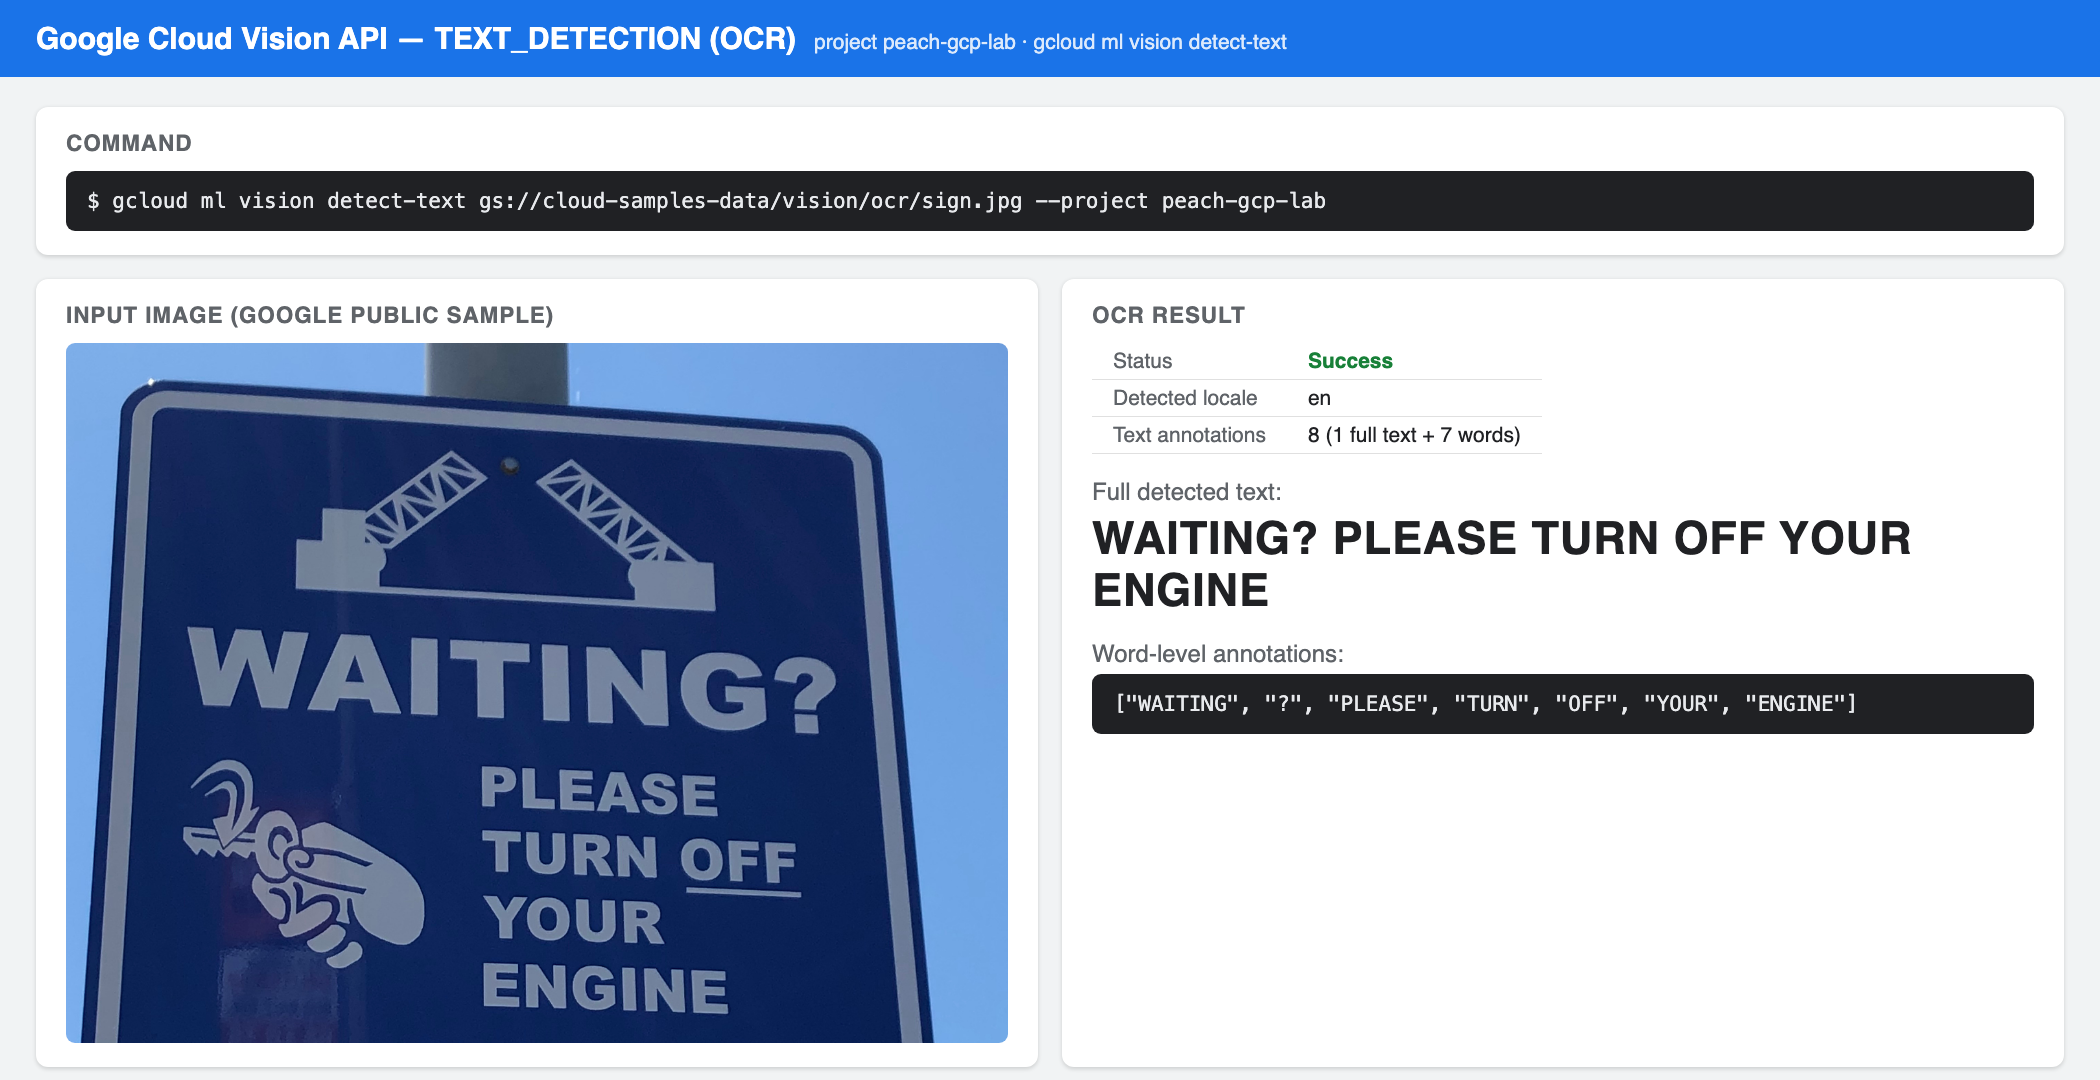 Google Cloud Vision API — TEXT_DETECTION (OCR) project peach-gcp-lab · gcloud ml vision detect-text
COMMAND
$ gcloud ml vision detect-text gs://cloud-samples-data/vision/ocr/sign.jpg --project peach-gcp-lab
INPUT IMAGE (GOOGLE PUBLIC SAMPLE)
WAITING?
PLEASE
TURN OFF
YOUR
ENGINE
OCR RESULT
Status Success
Detected locale en
Text annotations 8 (1 full text + 7 words)
Full detected text:
WAITING? PLEASE TURN OFF YOUR
ENGINE
Word-level annotations:
["WAITING", "?", "PLEASE", "TURN", "OFF", "YOUR", "ENGINE"]